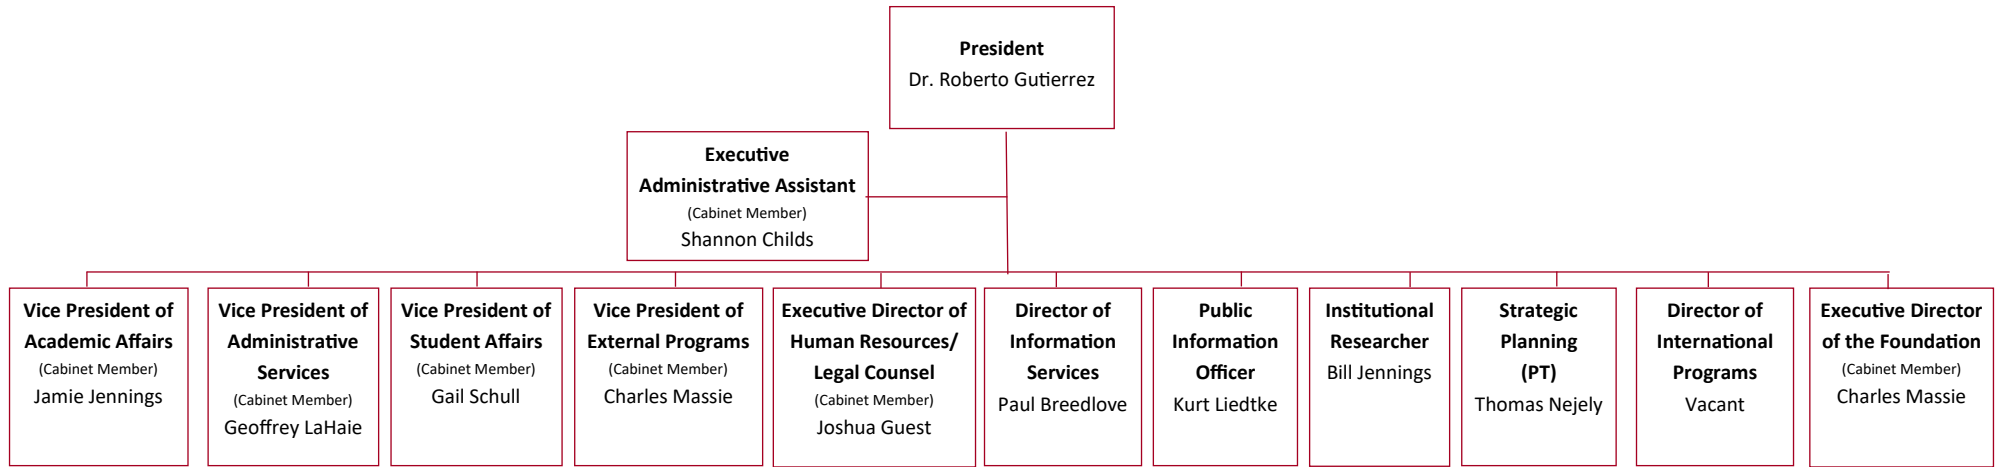 President
Dr. Roberto Gutierrez
Executive
Administrative Assistant
(Cabinet Member)
Shannon Childs
Vice President of
Academic Affairs
(Cabinet Member)
Jamie Jennings
Vice President of
Administrative
Services
(Cabinet Member)
Geoffrey LaHaie
Vice President of
Student Affairs
(Cabinet Member)
Gail Schull
Vice President of
External Programs
(Cabinet Member)
Charles Massie
Executive Director of
Human Resources/
Legal Counsel
(Cabinet Member)
Joshua Guest
Director of
Information
Services
Paul Breedlove
Public
Information
Officer
Kurt Liedtke
Institutional
Researcher
Bill Jennings
Strategic
Planning
(PT)
Thomas Nejely
Director of
International
Programs
Vacant
Executive Director
of the Foundation
(Cabinet Member)
Charles Massie